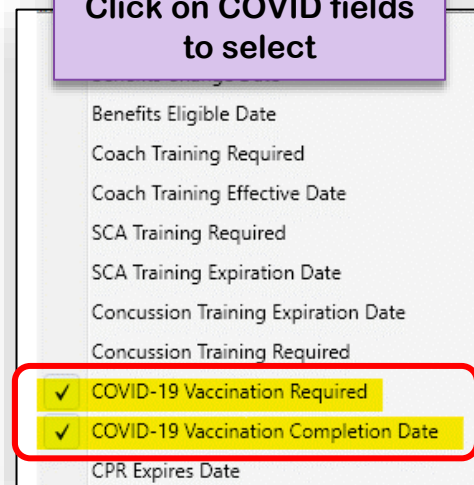 Click on COVID fields
to select
Benefits Eligible Date
Coach Training Required
Coach Training Effective Date
SCA Training Required
SCA Training Expiration Date
Concussion Training Expiration Date
Concussion Training Required
✓ COVID-19 Vaccination Required
✓ COVID-19 Vaccination Completion Date
CPR Expires Date